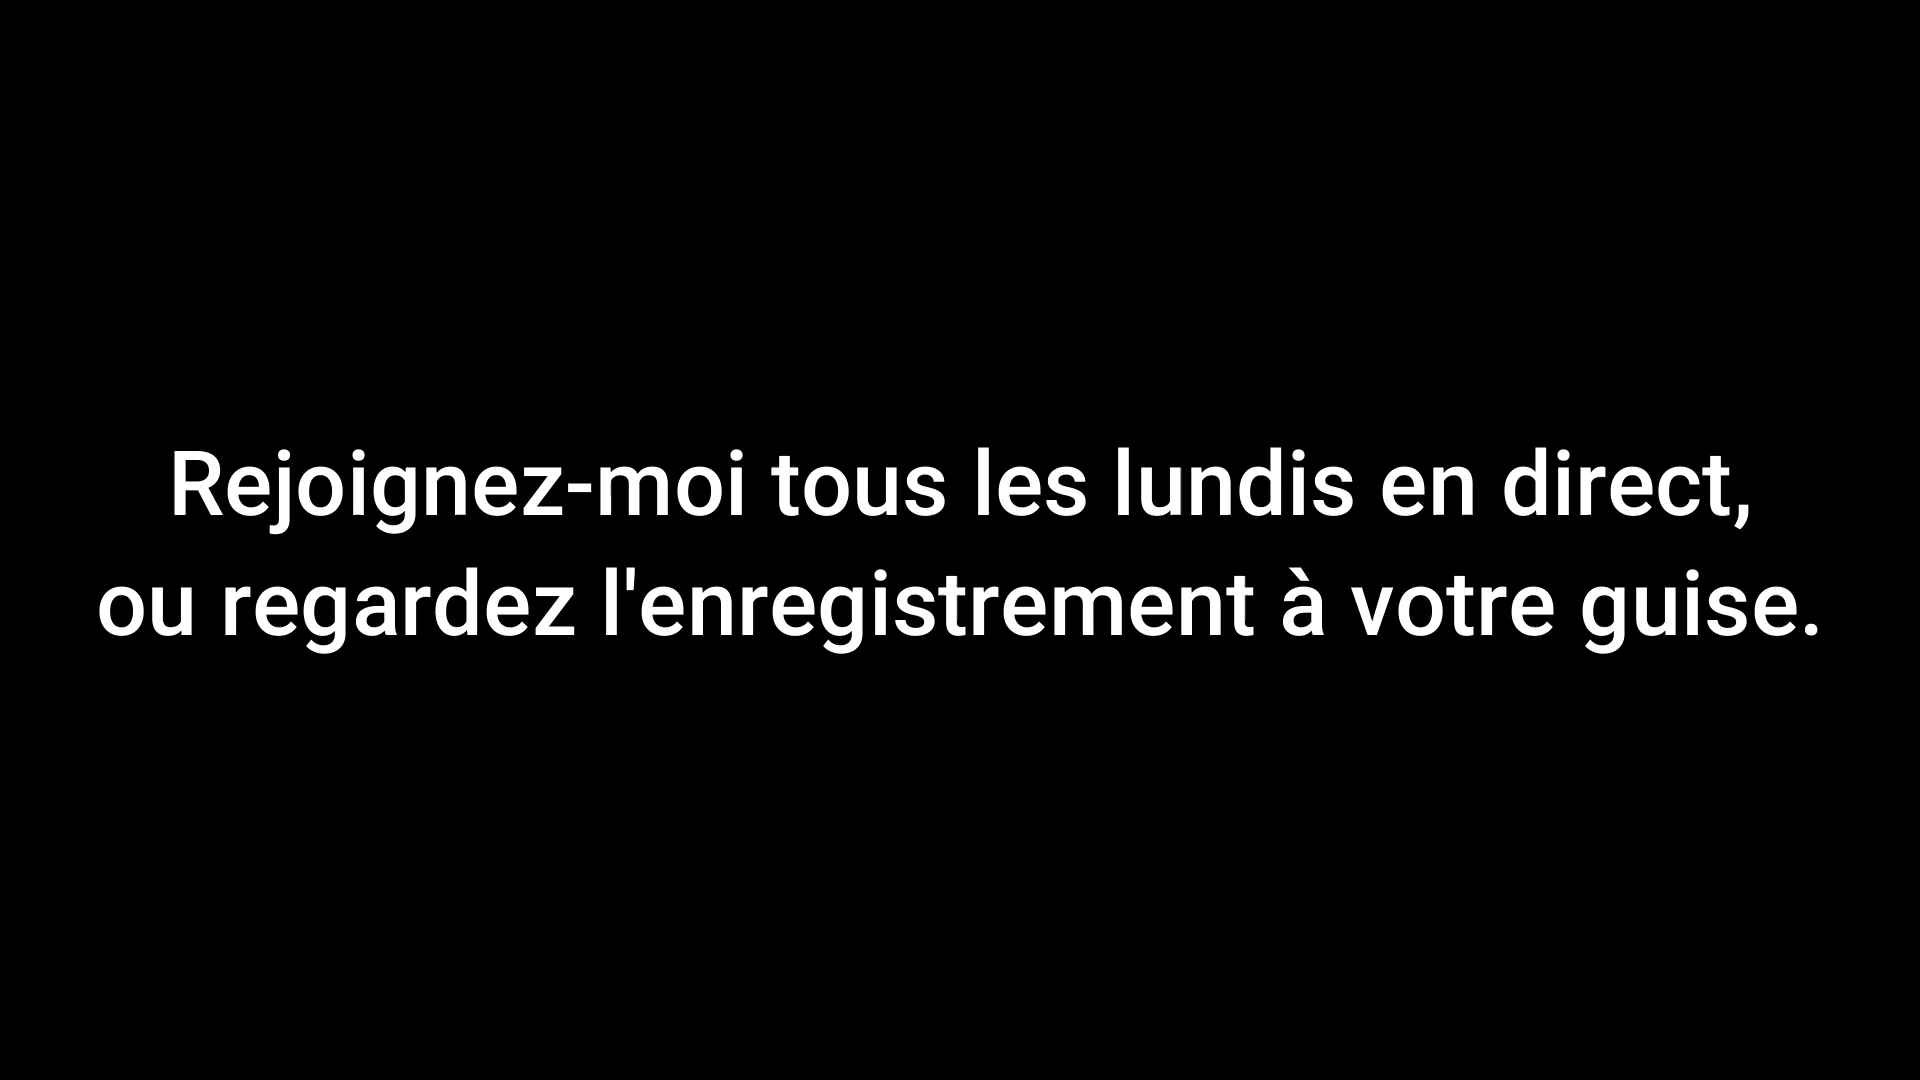 Rejoignez-moi tous les lundis en direct,
ou regardez l'enregistrement à votre guise.